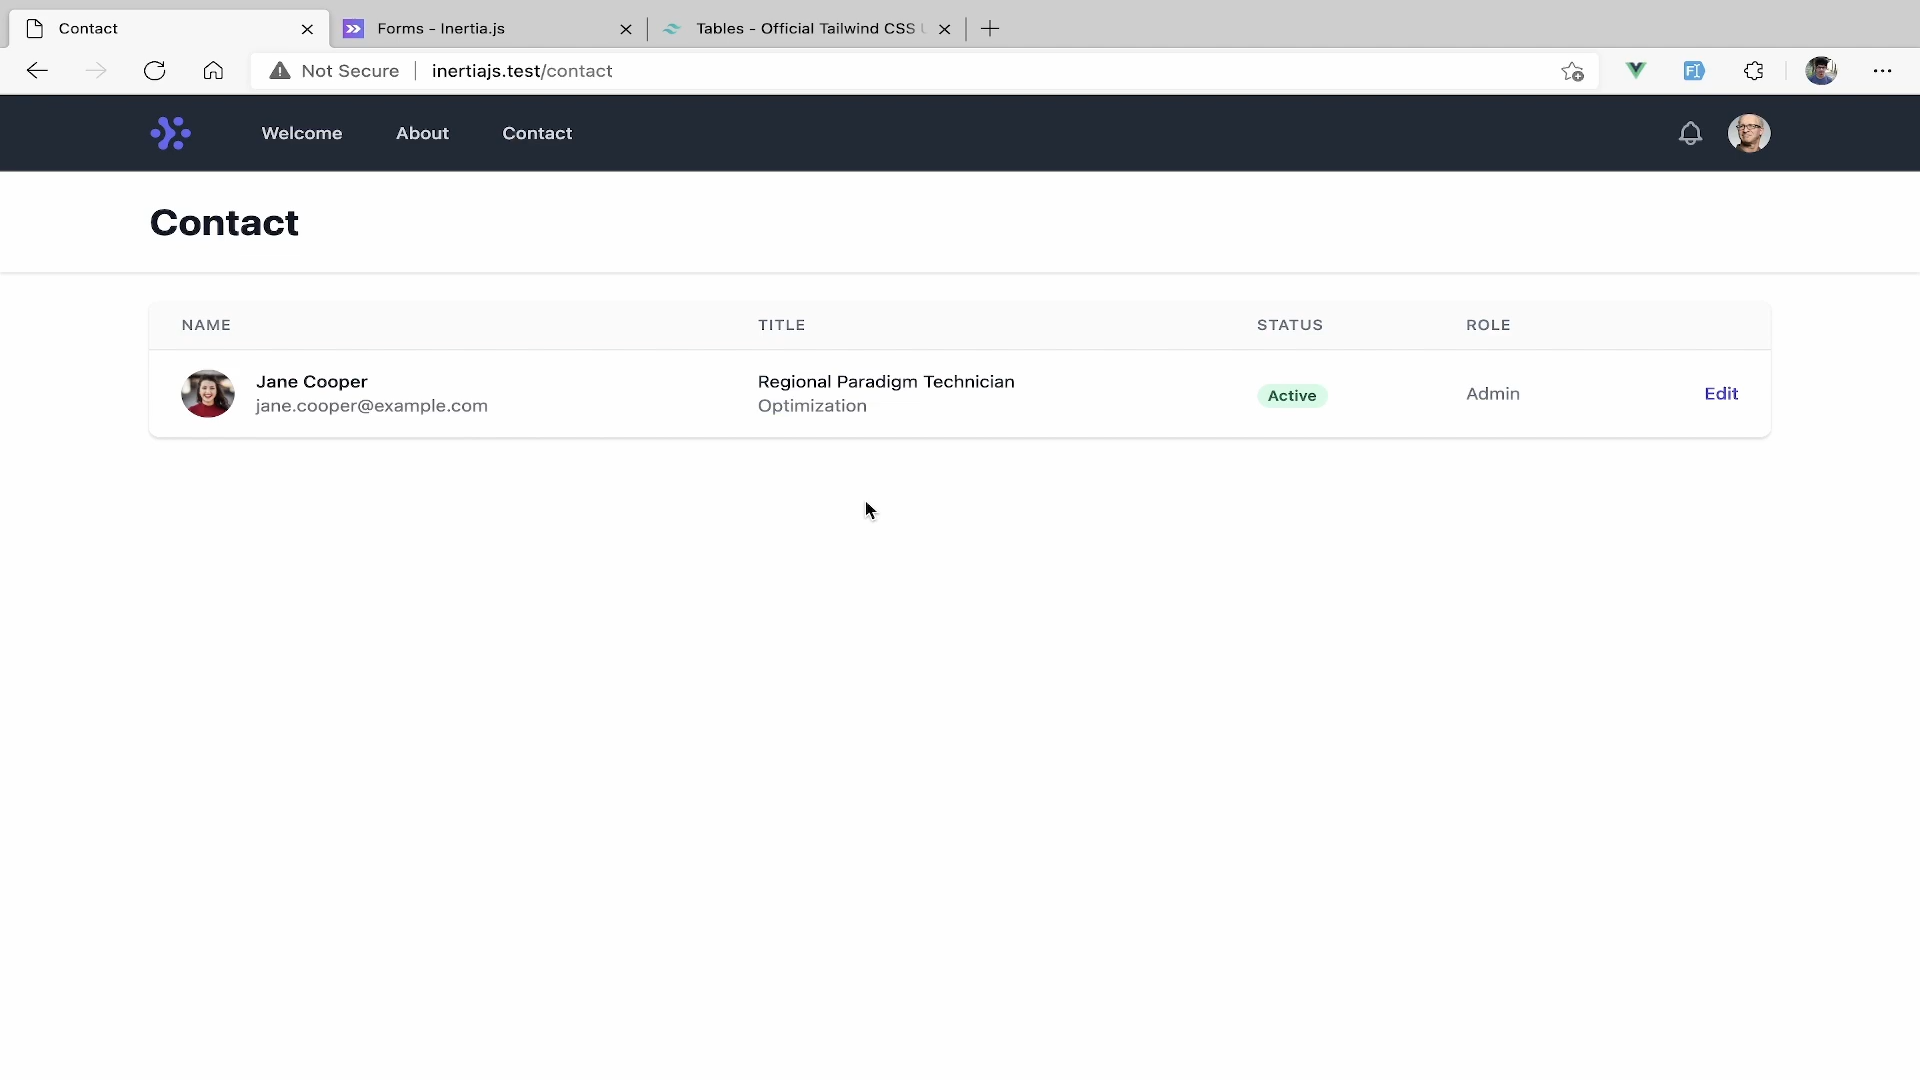 Contact
Forms - Inertia.js
Tables - Official Tailwind CSS
Not Secure
inertiajs.test/contact
Welcome
About
Contact
Contact
NAME
TITLE
STATUS
ROLE
Jane Cooper
jane.cooper@example.com
Regional Paradigm Technician
Optimization
Active
Admin
Edit